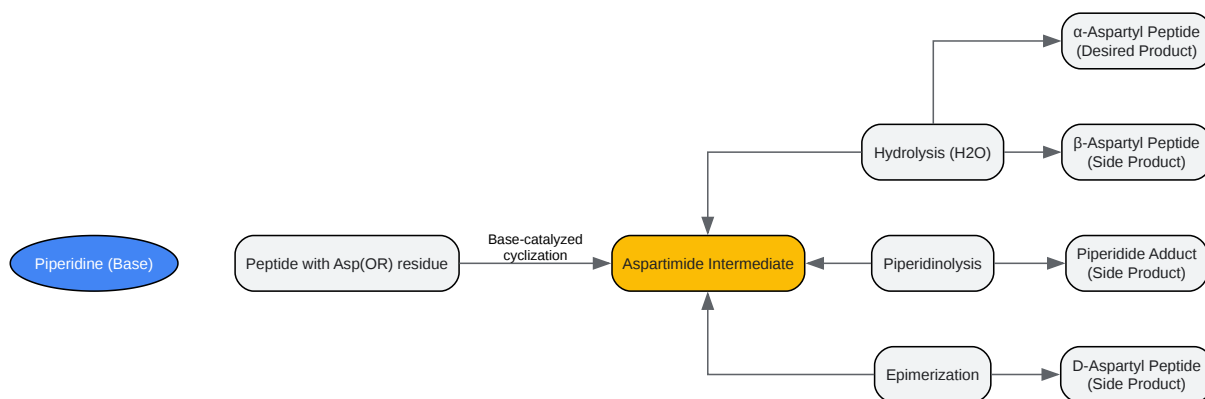 α-Aspartyl Peptide
(Desired Product)
Hydrolysis (H2O)
β-Aspartyl Peptide
(Side Product)
Piperidine (Base)
Peptide with Asp(OR) residue
Base-catalyzed
cyclization
Aspartimide Intermediate
Piperidinolysis
Piperidide Adduct
(Side Product)
Epimerization
D-Aspartyl Peptide
(Side Product)